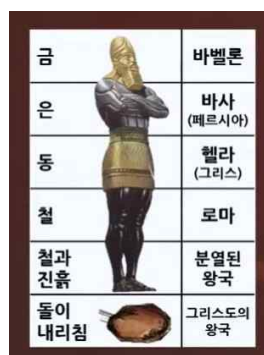 금 바벨론
은 바사
(페르시아)
동 헬라
(그리스)
철 로마
철과 분열된
진흙 왕국
돌이 그리스도의
내리침 왕국